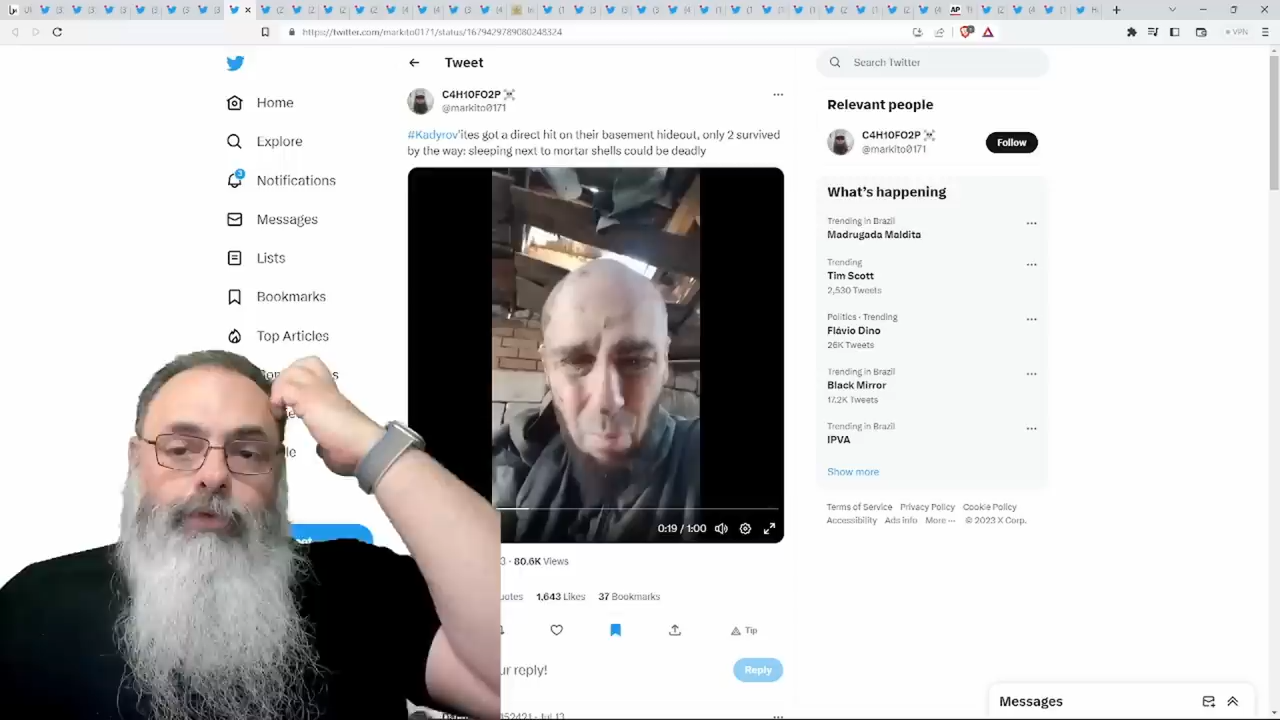 https://twitter.com/markito0171/status/1679429789080248324
VPN
Home
Explore
3
Notifications
Messages
Lists
Bookmarks
Top Articles
Tweet
C4H10FO2P
@markito0171
#Kadyrov'ites got a direct hit on their basement hideout, only 2 survived
by the way: sleeping next to mortar shells could be deadly
0:19 / 1:00
80.6K Views
1,643 Likes 37 Bookmarks
Tip
ur reply!
Reply
Search Twitter
Relevant people
C4H10FO2P
@markito0171
Follow
What's happening
Trending in Brazil
Madrugada Maldita
Trending
Tim Scott
2,530 Tweets
Politics · Trending
Flávio Dino
26K Tweets
Trending in Brazil
Black Mirror
17.2K Tweets
Trending in Brazil
IPVA
Show more
Terms of Service Privacy Policy Cookie Policy
Accessibility Ads info More ··· © 2023 X Corp.
Messages